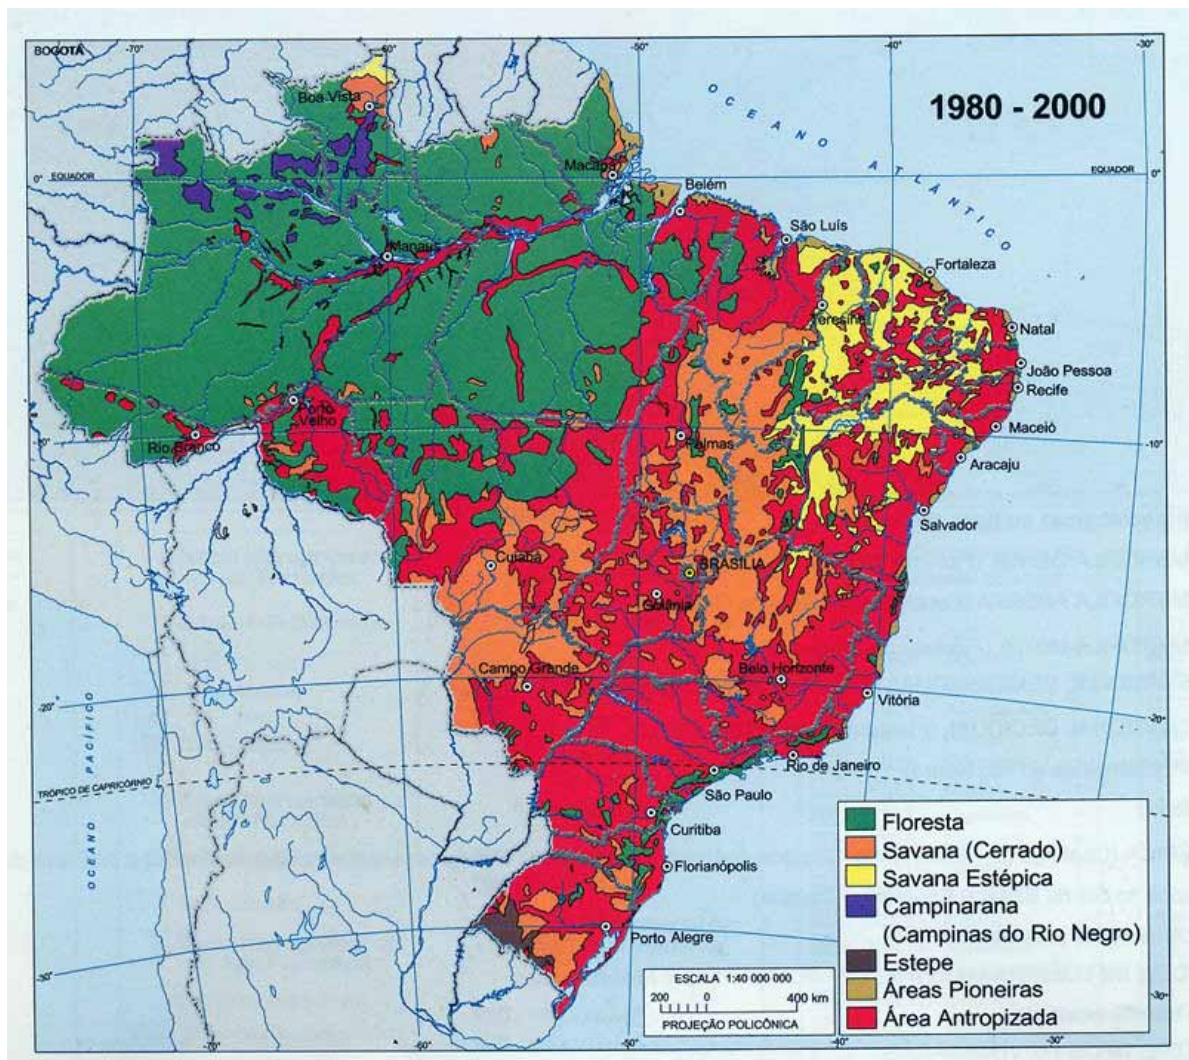 BOGOTÁ
-70°
-60°
-50°
-40°
-30°
1980 - 2000
OCEANO ATLÂNTICO
Boa Vista
0°
EQUADOR
Macapá
Belém
EQUADOR
0°
São Luís
Manaus
Fortaleza
Teresina
Natal
João Pessoa
Recife
Porto
Velho
Maceió
Rio Branco
Palmas
-10°
-10°
Aracaju
Salvador
Cuiabá
BRASÍLIA
Goiânia
Campo Grande
Belo Horizonte
Vitória
-20°
-20°
OCEANO PACÍFICO
TRÓPICO DE CAPRICÓRNIO
Rio de Janeiro
São Paulo
Curitiba
Florianópolis
Porto Alegre
Floresta
Savana (Cerrado)
Savana Estépica
Campinarana
(Campinas do Rio Negro)
Estepe
Áreas Pioneiras
Área Antropizada
ESCALA 1:40 000 000
200 0 400 km
PROJEÇÃO POLICÔNICA
-30°
-30°
-70°
-60°
-50°
-40°